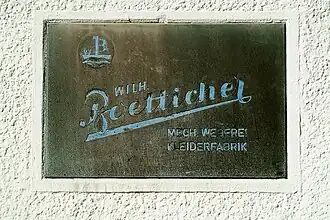 B
WILH.
Boetticher
MECH. WEBEREI
KLEIDERFABRIK